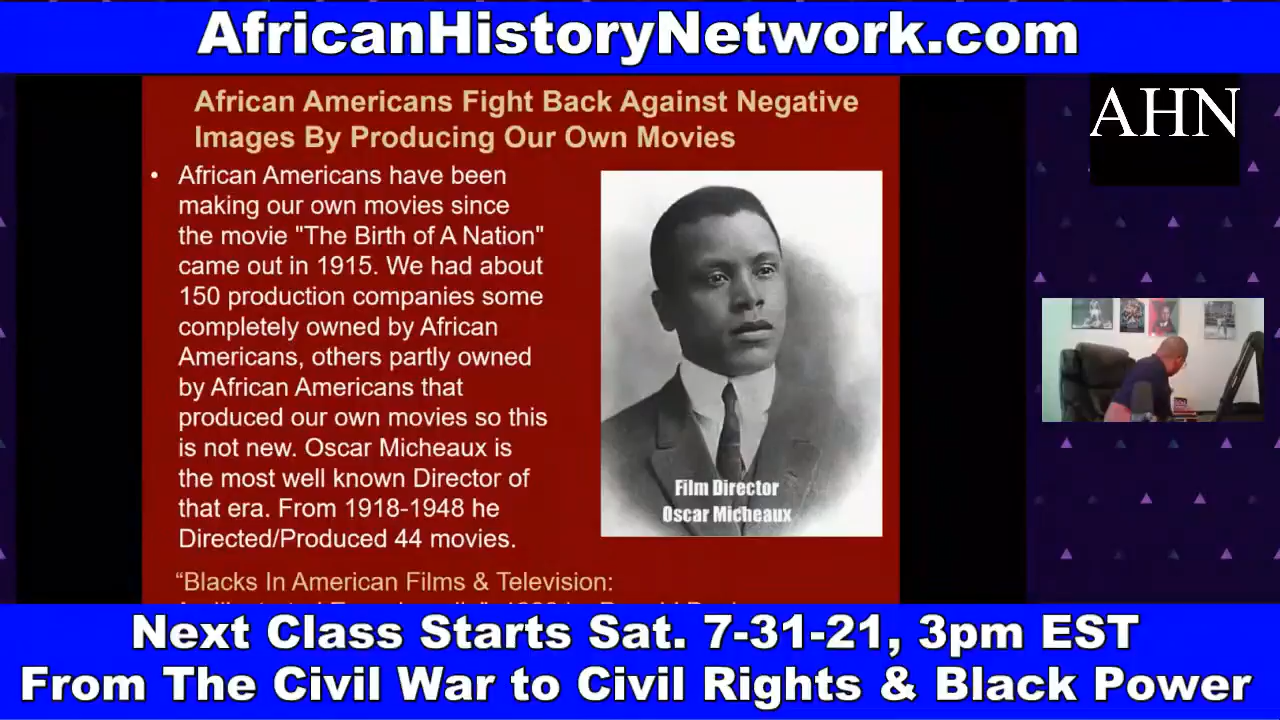 AfricanHistoryNetwork.com
AHN
African Americans Fight Back Against Negative
Images By Producing Our Own Movies
• African Americans have been
making our own movies since
the movie "The Birth of A Nation"
came out in 1915. We had about
150 production companies some
completely owned by African
Americans, others partly owned
by African Americans that
produced our own movies so this
is not new. Oscar Micheaux is
the most well known Director of
that era. From 1918-1948 he
Directed/Produced 44 movies.
Film Director
Oscar Micheaux
“Blacks In American Films & Television:
Next Class Starts Sat. 7-31-21, 3pm EST
From The Civil War to Civil Rights & Black Power